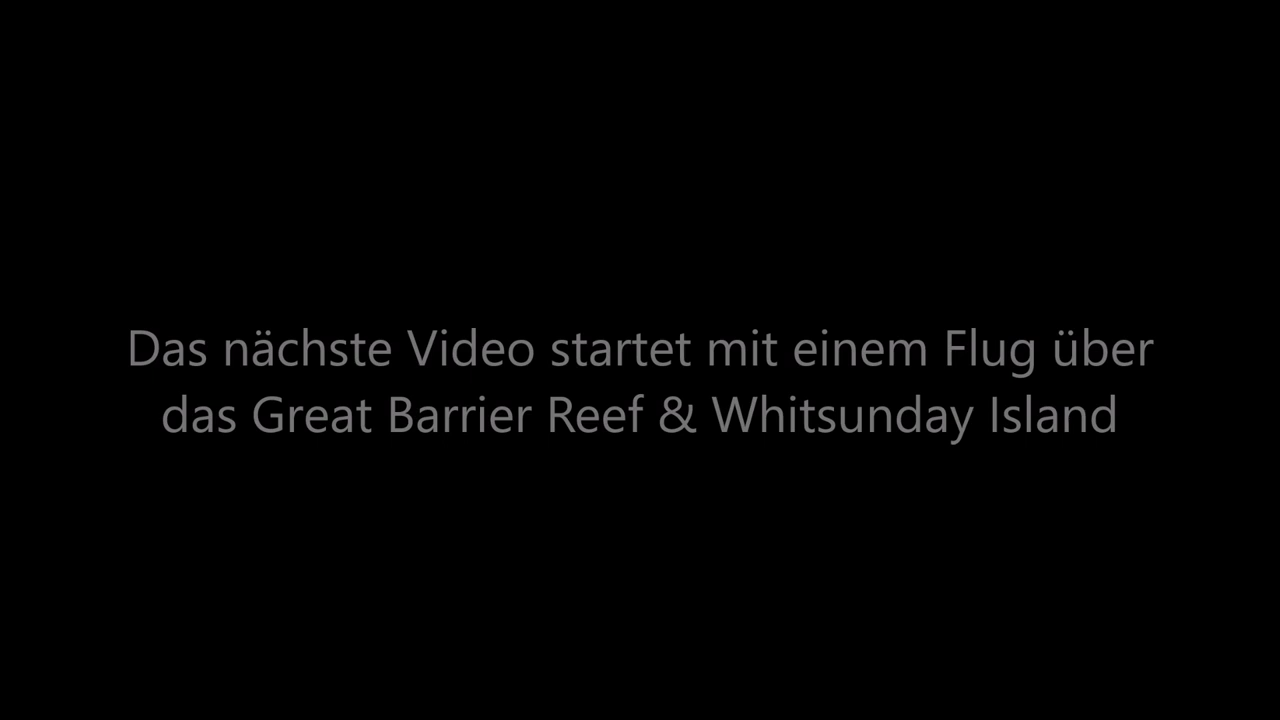 Das nächste Video startet mit einem Flug über
das Great Barrier Reef & Whitsunday Island